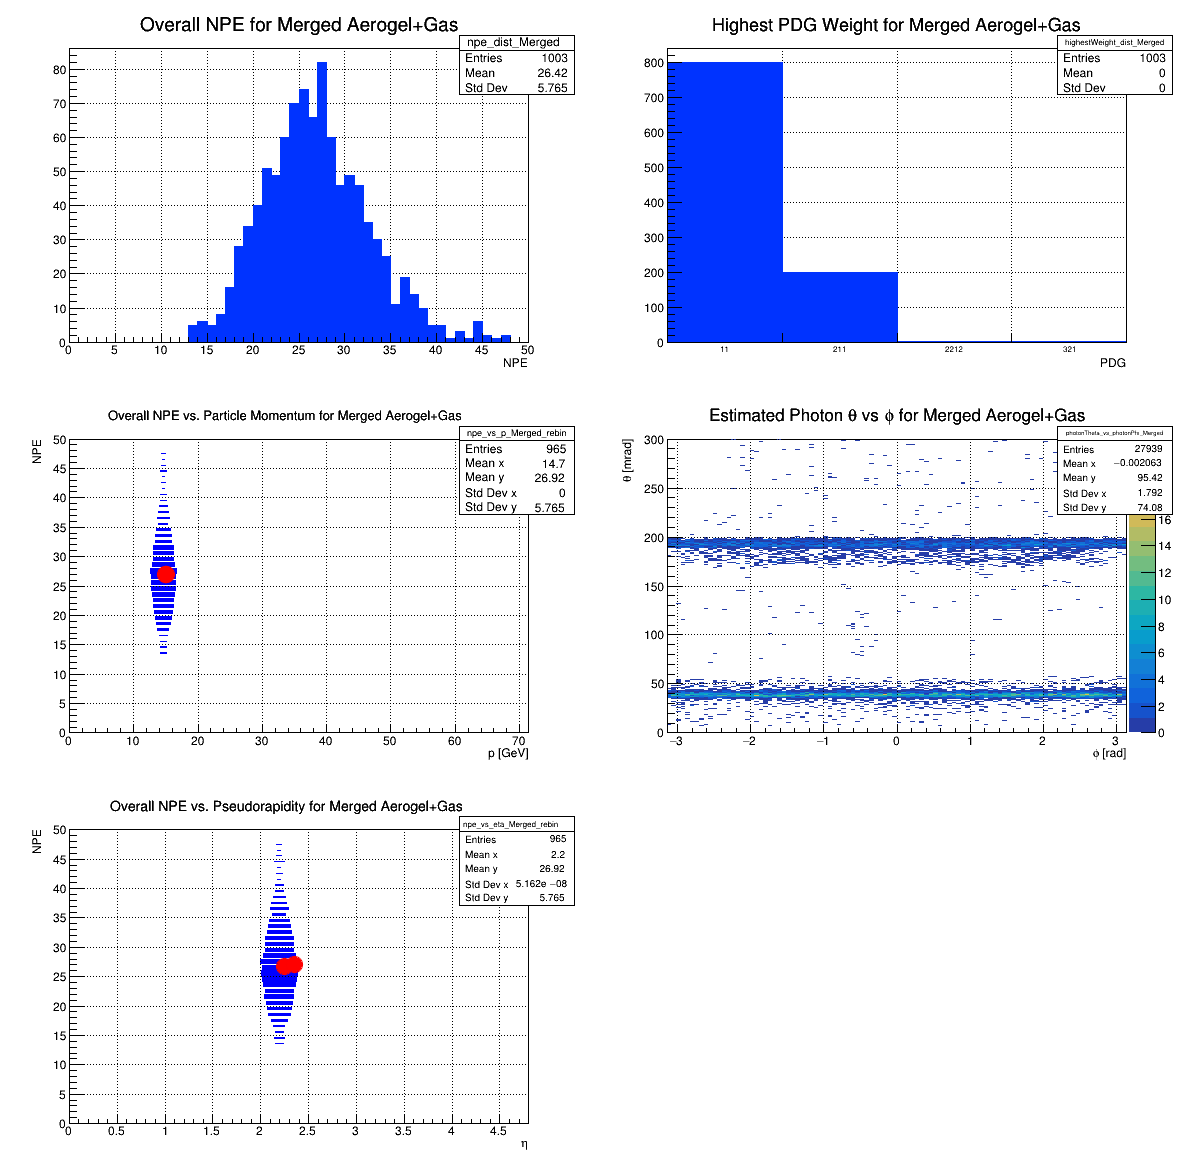 Overall NPE for Merged Aerogel+Gas
npe_dist_Merged
Entries 1003
Mean 26.42
Std Dev 5.765
80
70
60
50
40
30
20
10
0
0 5 10 15 20 25 30 35 40 45 50
NPE
Highest PDG Weight for Merged Aerogel+Gas
highestWeight_dist_Merged
Entries 1003
Mean 0
Std Dev 0
800
700
600
500
400
300
200
100
0
11 211 2212 321
PDG
Overall NPE vs. Particle Momentum for Merged Aerogel+Gas
npe_vs_p_Merged_rebin
Entries 965
Mean x 14.7
Mean y 26.92
Std Dev x 0
Std Dev y 5.765
NPE
50
45
40
35
30
25
20
15
10
5
0
0 10 20 30 40 50 60 70
p [GeV]
Estimated Photon θ vs ϕ for Merged Aerogel+Gas
photonTheta_vs_photonPhi_Merged
Entries 27939
Mean x −0.002063
Mean y 95.42
Std Dev x 1.792
Std Dev y 74.08
θ [mrad]
300
250
200
150
100
50
0
−3 −2 −1 0 1 2 3
ϕ [rad]
16
14
12
10
8
6
4
2
0
Overall NPE vs. Pseudorapidity for Merged Aerogel+Gas
npe_vs_eta_Merged_rebin
Entries 965
Mean x 2.2
Mean y 26.92
Std Dev x 5.162e −08
Std Dev y 5.765
NPE
50
45
40
35
30
25
20
15
10
5
0
0 0.5 1 1.5 2 2.5 3 3.5 4 4.5
η